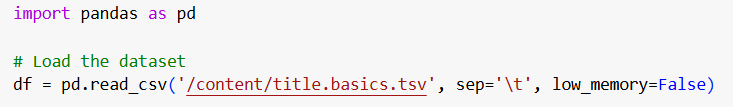 import pandas as pd
# Load the dataset
df = pd.read_csv('/content/title.basics.tsv', sep='\t', low_memory=False)